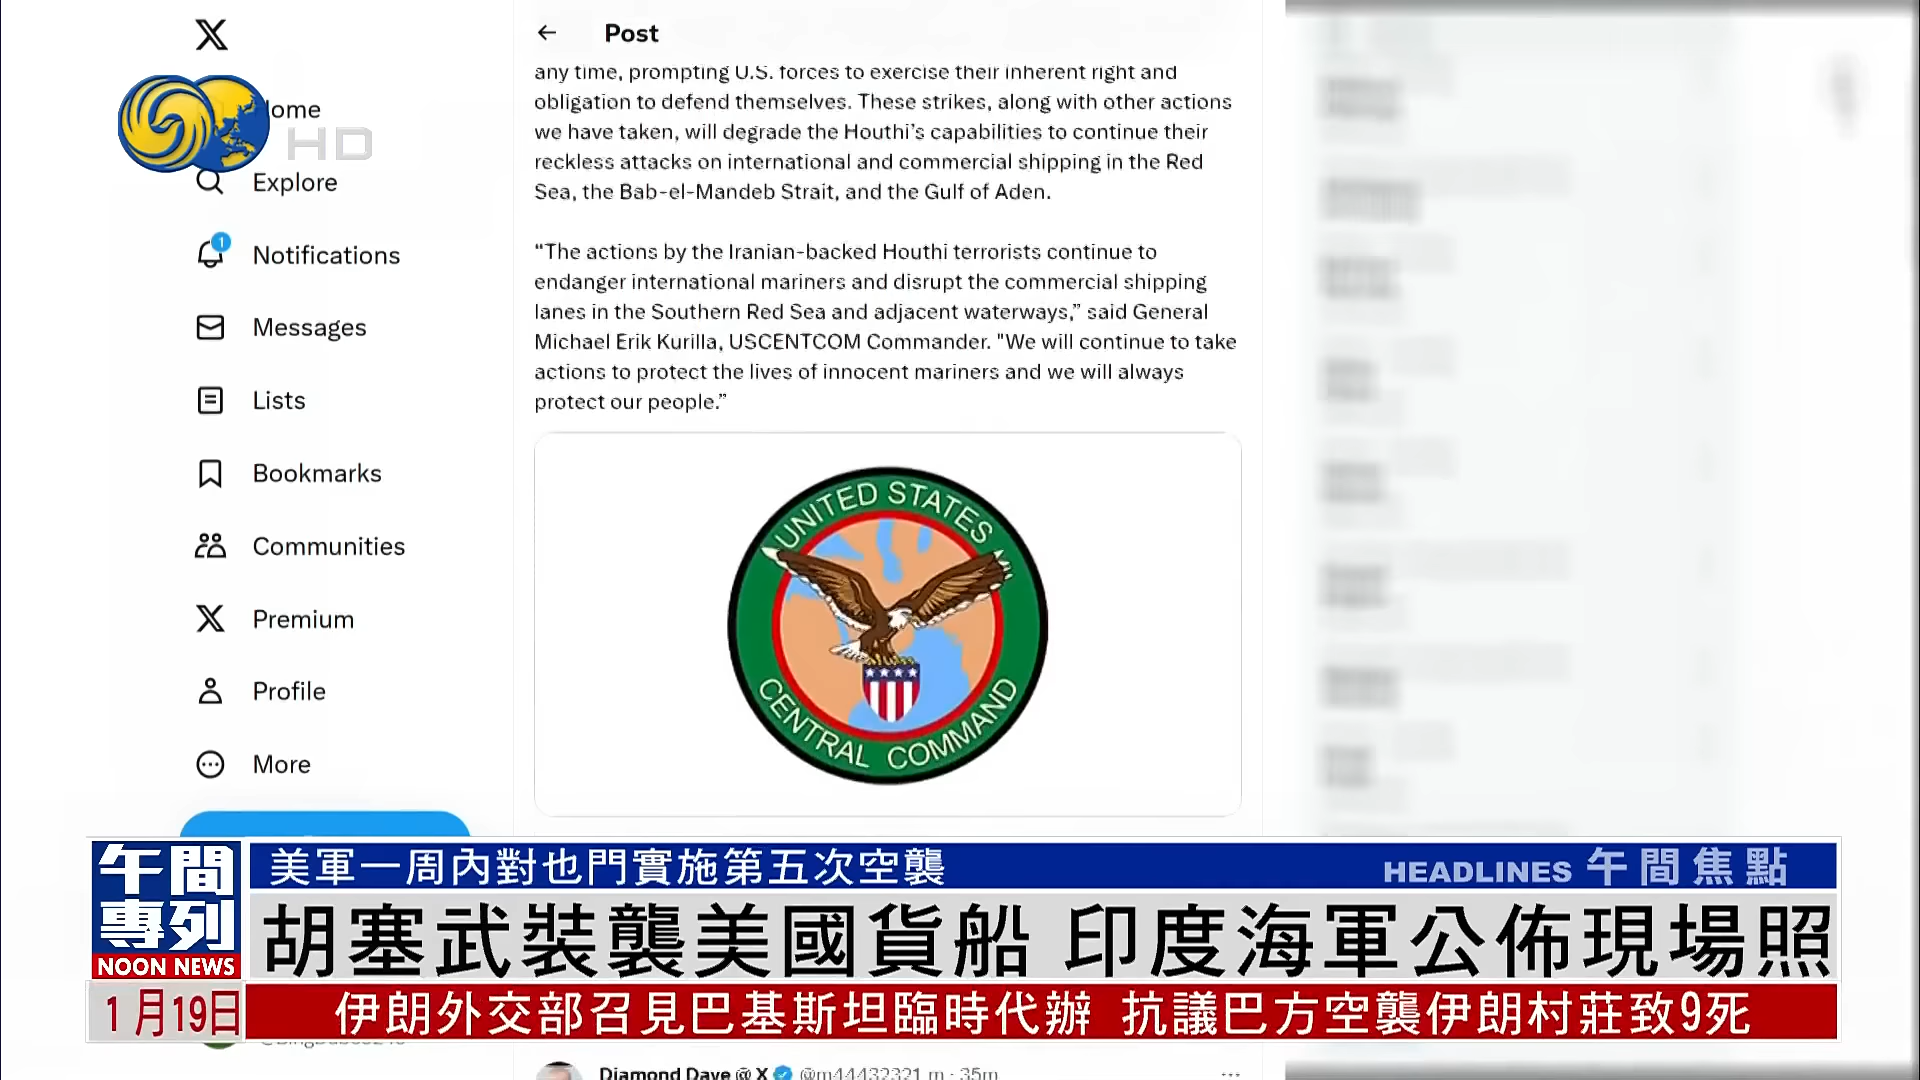 Post
Home
HD
Explore
1
Notifications
Messages
Lists
Bookmarks
Communities
Premium
Profile
More
any time, prompting U.S. forces to exercise their inherent right and
obligation to defend themselves. These strikes, along with other actions
we have taken, will degrade the Houthi’s capabilities to continue their
reckless attacks on international and commercial shipping in the Red
Sea, the Bab-el-Mandeb Strait, and the Gulf of Aden.
“The actions by the Iranian-backed Houthi terrorists continue to
endanger international mariners and disrupt the commercial shipping
lanes in the Southern Red Sea and adjacent waterways,” said General
Michael Erik Kurilla, USCENTCOM Commander. "We will continue to take
actions to protect the lives of innocent mariners and we will always
protect our people.”
UNITED STATES
CENTRAL COMMAND
午間專列
NOON NEWS
美軍一周內對也門實施第五次空襲
HEADLINES 午間焦點
胡塞武裝襲美國貨船 印度海軍公佈現場照
1月19日
伊朗外交部召見巴基斯坦臨時代辦 抗議巴方空襲伊朗村莊致9死
Diamond Dave @ X @m44432321_m · 35m